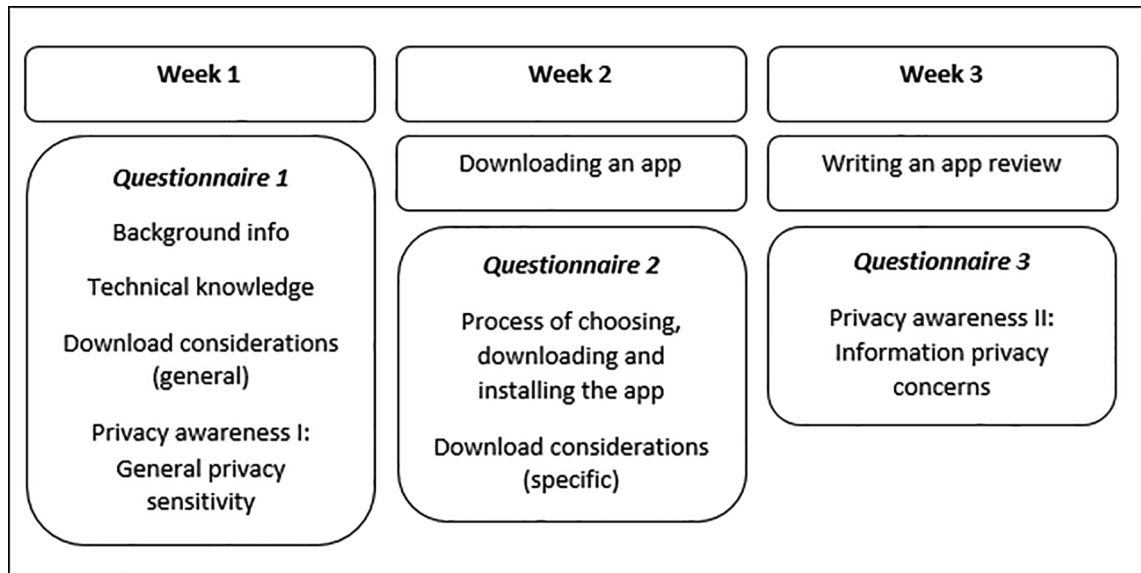 Week 1
Questionnaire 1
Background info
Technical knowledge
Download considerations
(general)
Privacy awareness I:
General privacy
sensitivity
Week 2
Downloading an app
Questionnaire 2
Process of choosing,
downloading and
installing the app
Download considerations
(specific)
Week 3
Writing an app review
Questionnaire 3
Privacy awareness II:
Information privacy
concerns